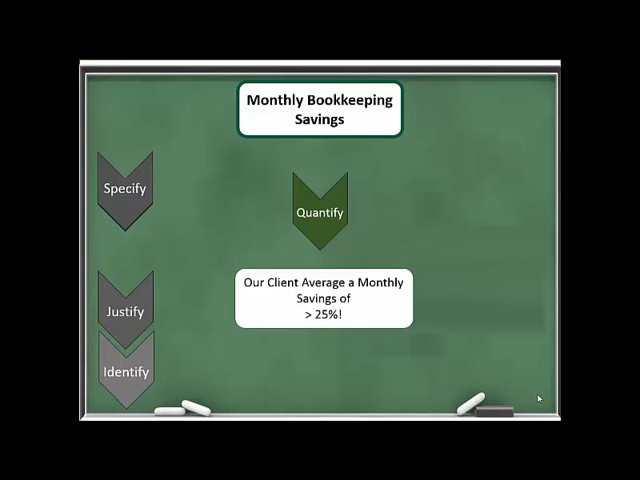 Monthly Bookkeeping
Savings
Specify
Quantify
Our Client Average a Monthly
Savings of
> 25%!
Justify
Identify